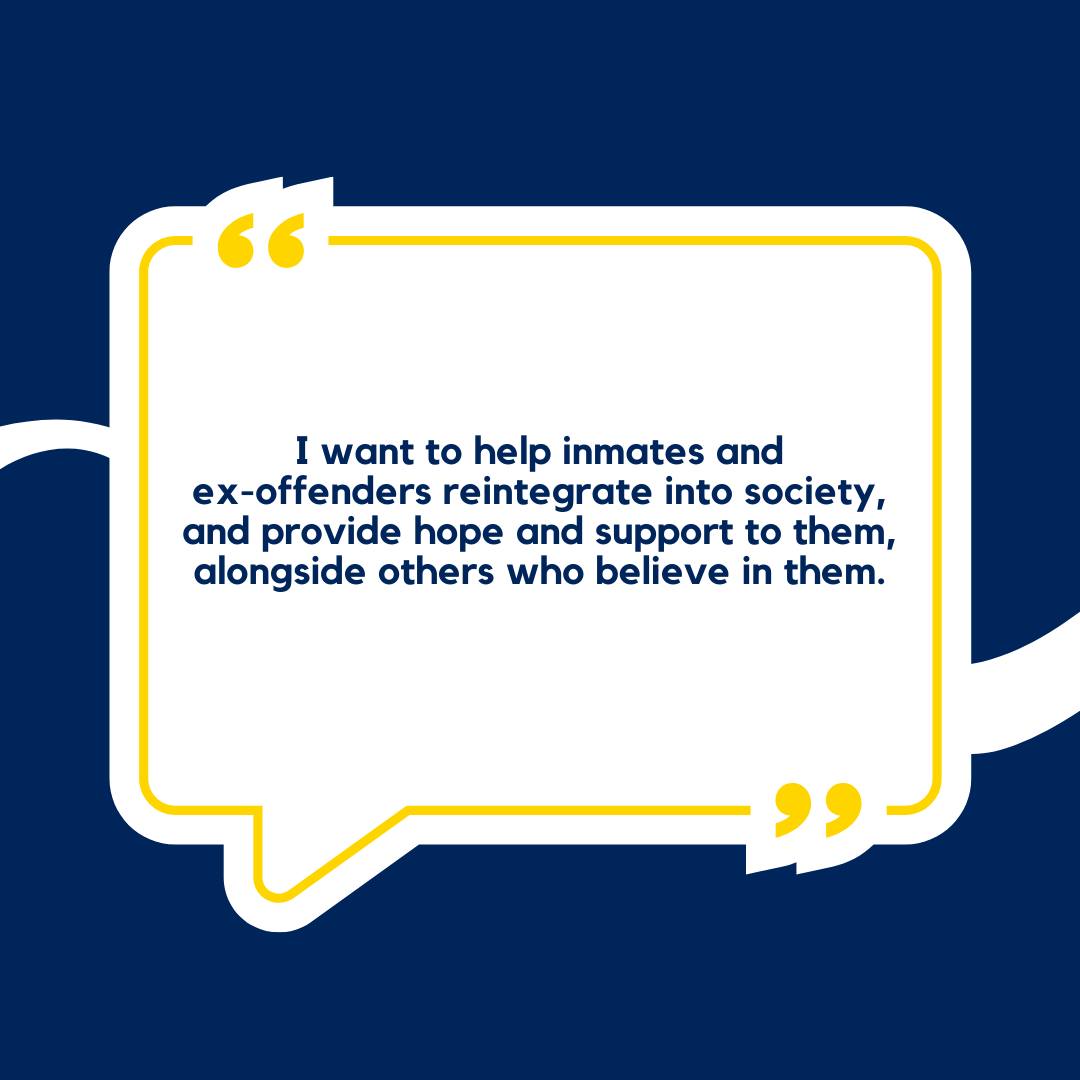 I want to help inmates and
ex-offenders reintegrate into society,
and provide hope and support to them,
alongside others who believe in them.